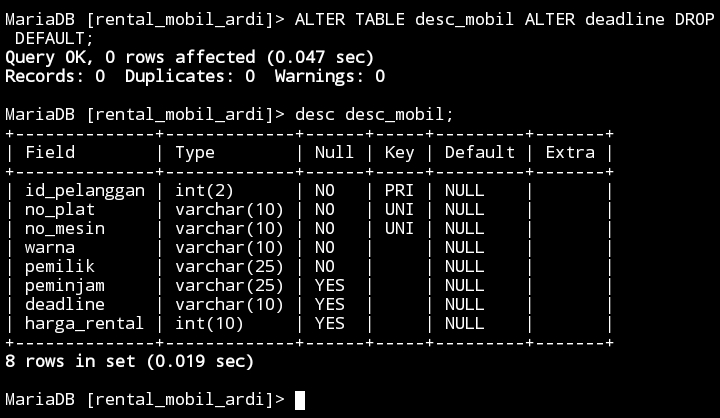 MariaDB [rental_mobil_ardi]> ALTER TABLE desc_mobil ALTER deadline DROP
 DEFAULT;
Query OK, 0 rows affected (0.047 sec)
Records: 0  Duplicates: 0  Warnings: 0

MariaDB [rental_mobil_ardi]> desc desc_mobil;
+--------------+-------------+------+-----+---------+-------+
| Field        | Type        | Null | Key | Default | Extra |
+--------------+-------------+------+-----+---------+-------+
| id_pelanggan | int(2)      | NO   | PRI | NULL    |       |
| no_plat      | varchar(10) | NO   | UNI | NULL    |       |
| no_mesin     | varchar(10) | NO   | UNI | NULL    |       |
| warna        | varchar(10) | NO   |     | NULL    |       |
| pemilik      | varchar(25) | NO   |     | NULL    |       |
| peminjam     | varchar(25) | YES  |     | NULL    |       |
| deadline     | varchar(10) | YES  |     | NULL    |       |
| harga_rental | int(10)     | YES  |     | NULL    |       |
+--------------+-------------+------+-----+---------+-------+
8 rows in set (0.019 sec)

MariaDB [rental_mobil_ardi]>